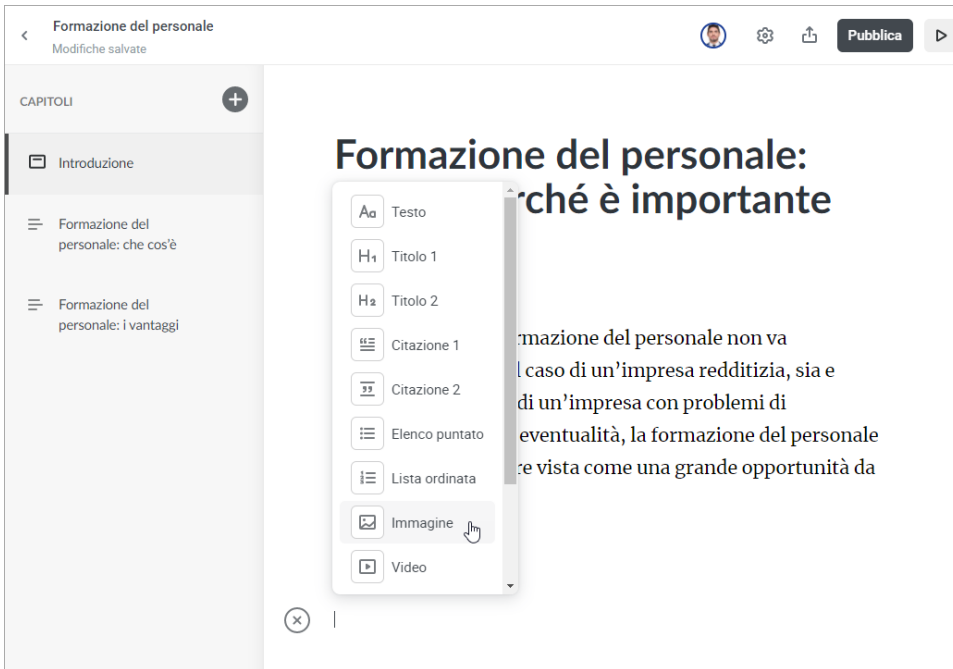 Formazione del personale
Modifiche salvate
Pubblica
CAPITOLI
Introduzione
Formazione del
personale: che cos'è
Formazione del
personale: i vantaggi
Formazione del personale:
è importante
Testo
Titolo 1
Titolo 2
Citazione 1
Citazione 2
Elenco puntato
Lista ordinata
Immagine
Video
del personale non va
caso di un’impresa redditizia, sia e
di un’impresa con problemi di
eventualità, la formazione del personale
vista come una grande opportunità da